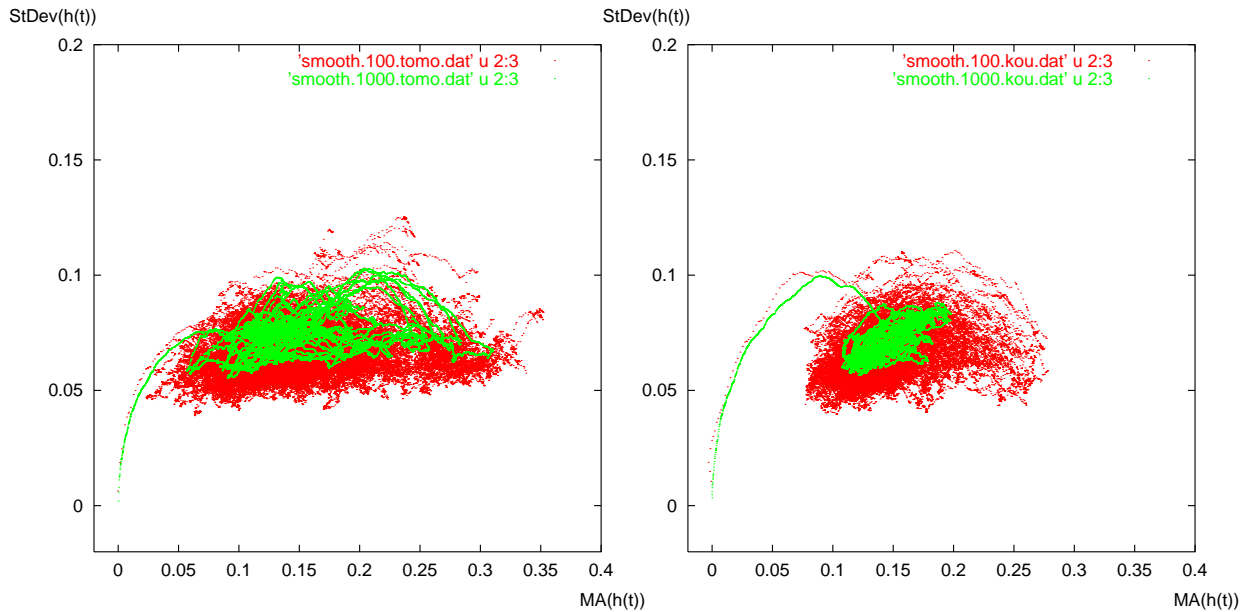 StDev(h(t))
0.2
'smooth.100.tomo.dat' u 2:3
'smooth.1000.tomo.dat' u 2:3
0.15
0.1
0.05
0
0 0.05 0.1 0.15 0.2 0.25 0.3 0.35 0.4
MA(h(t))
StDev(h(t))
0.2
'smooth.100.kou.dat' u 2:3
'smooth.1000.kou.dat' u 2:3
0.15
0.1
0.05
0
0 0.05 0.1 0.15 0.2 0.25 0.3 0.35 0.4
MA(h(t))